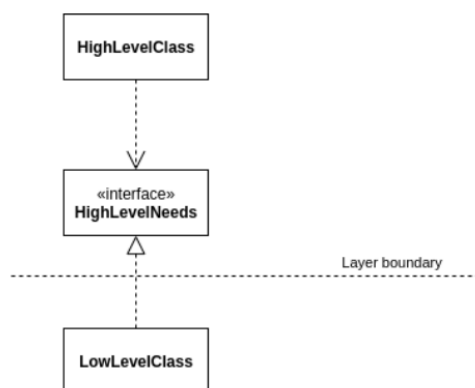 HighLevelClass
«interface»
HighLevelNeeds
Layer boundary
LowLevelClass